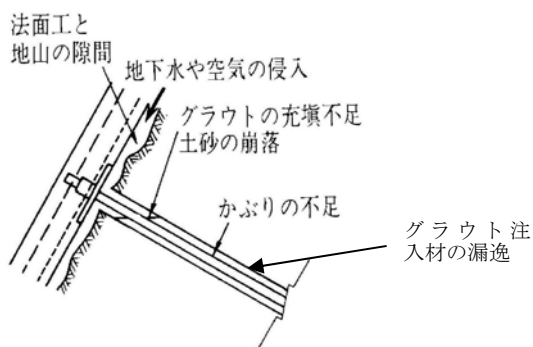 法面工と
地山の隙間
地下水や空気の侵入
グラウトの充填不足
土砂の崩落
かぶりの不足
グラウト注
入材の漏逸